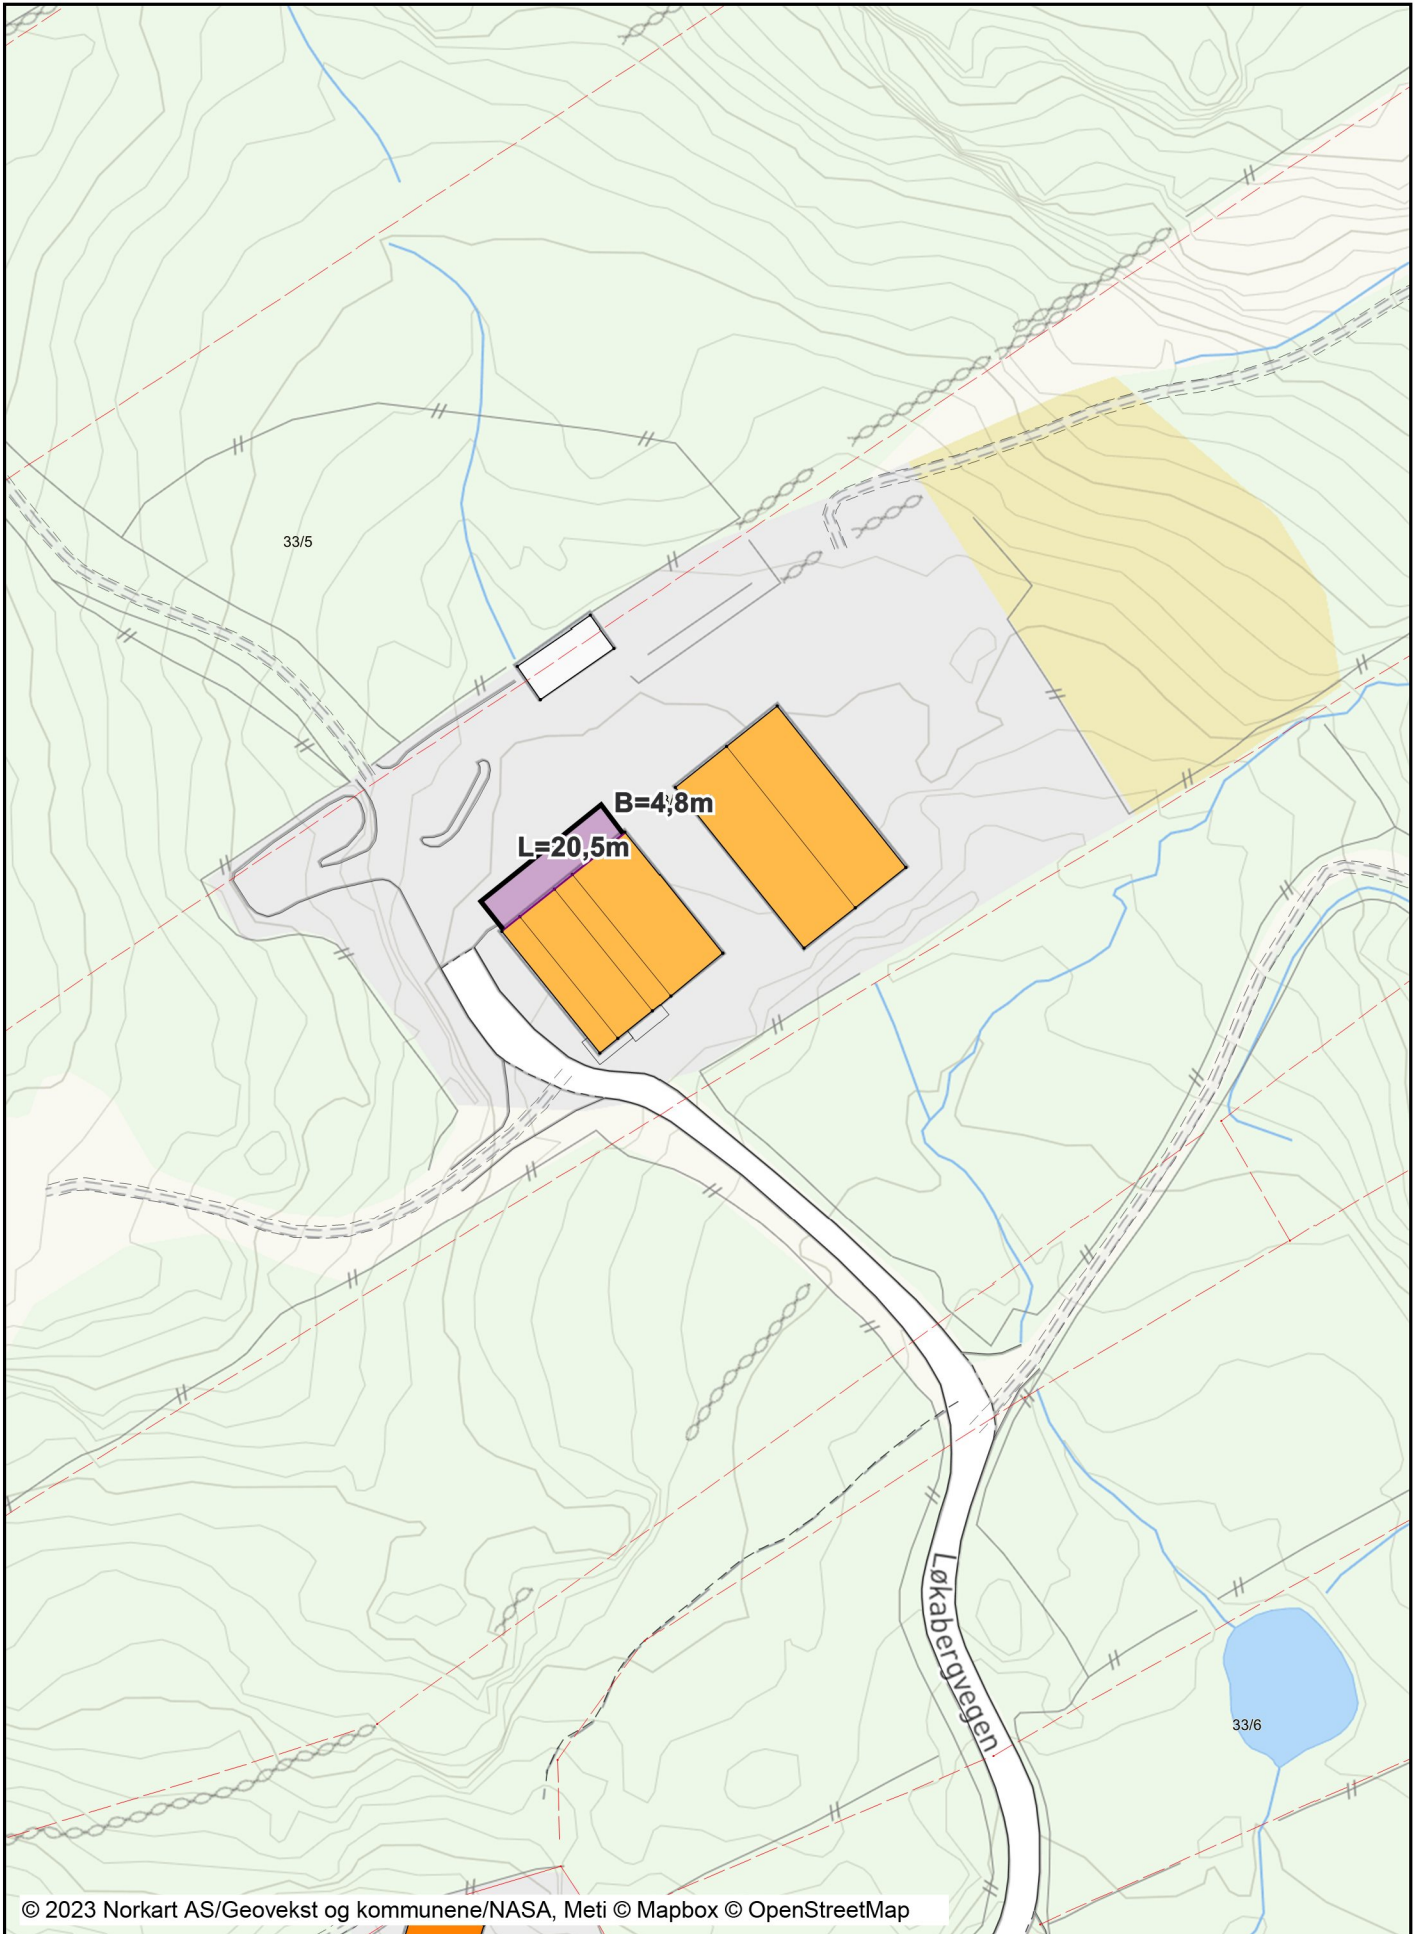 33/5
B=4,8m
L=20,5m
Løkabergvegen
33/6
© 2023 Norkart AS/Geovekst og kommunene/NASA, Meti © Mapbox © OpenStreetMap